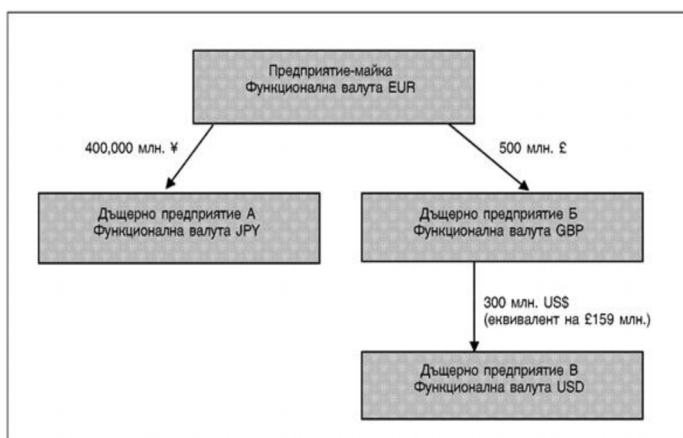 Предприятие-майка
Функционална валута EUR
400,000 млн. ¥
500 млн. £
Дъщерно предприятие А
Функционална валута JPY
Дъщерно предприятие Б
Функционална валута GBP
300 млн. US$
(еквивалент на £159 млн.)
Дъщерно предприятие В
Функционална валута USD